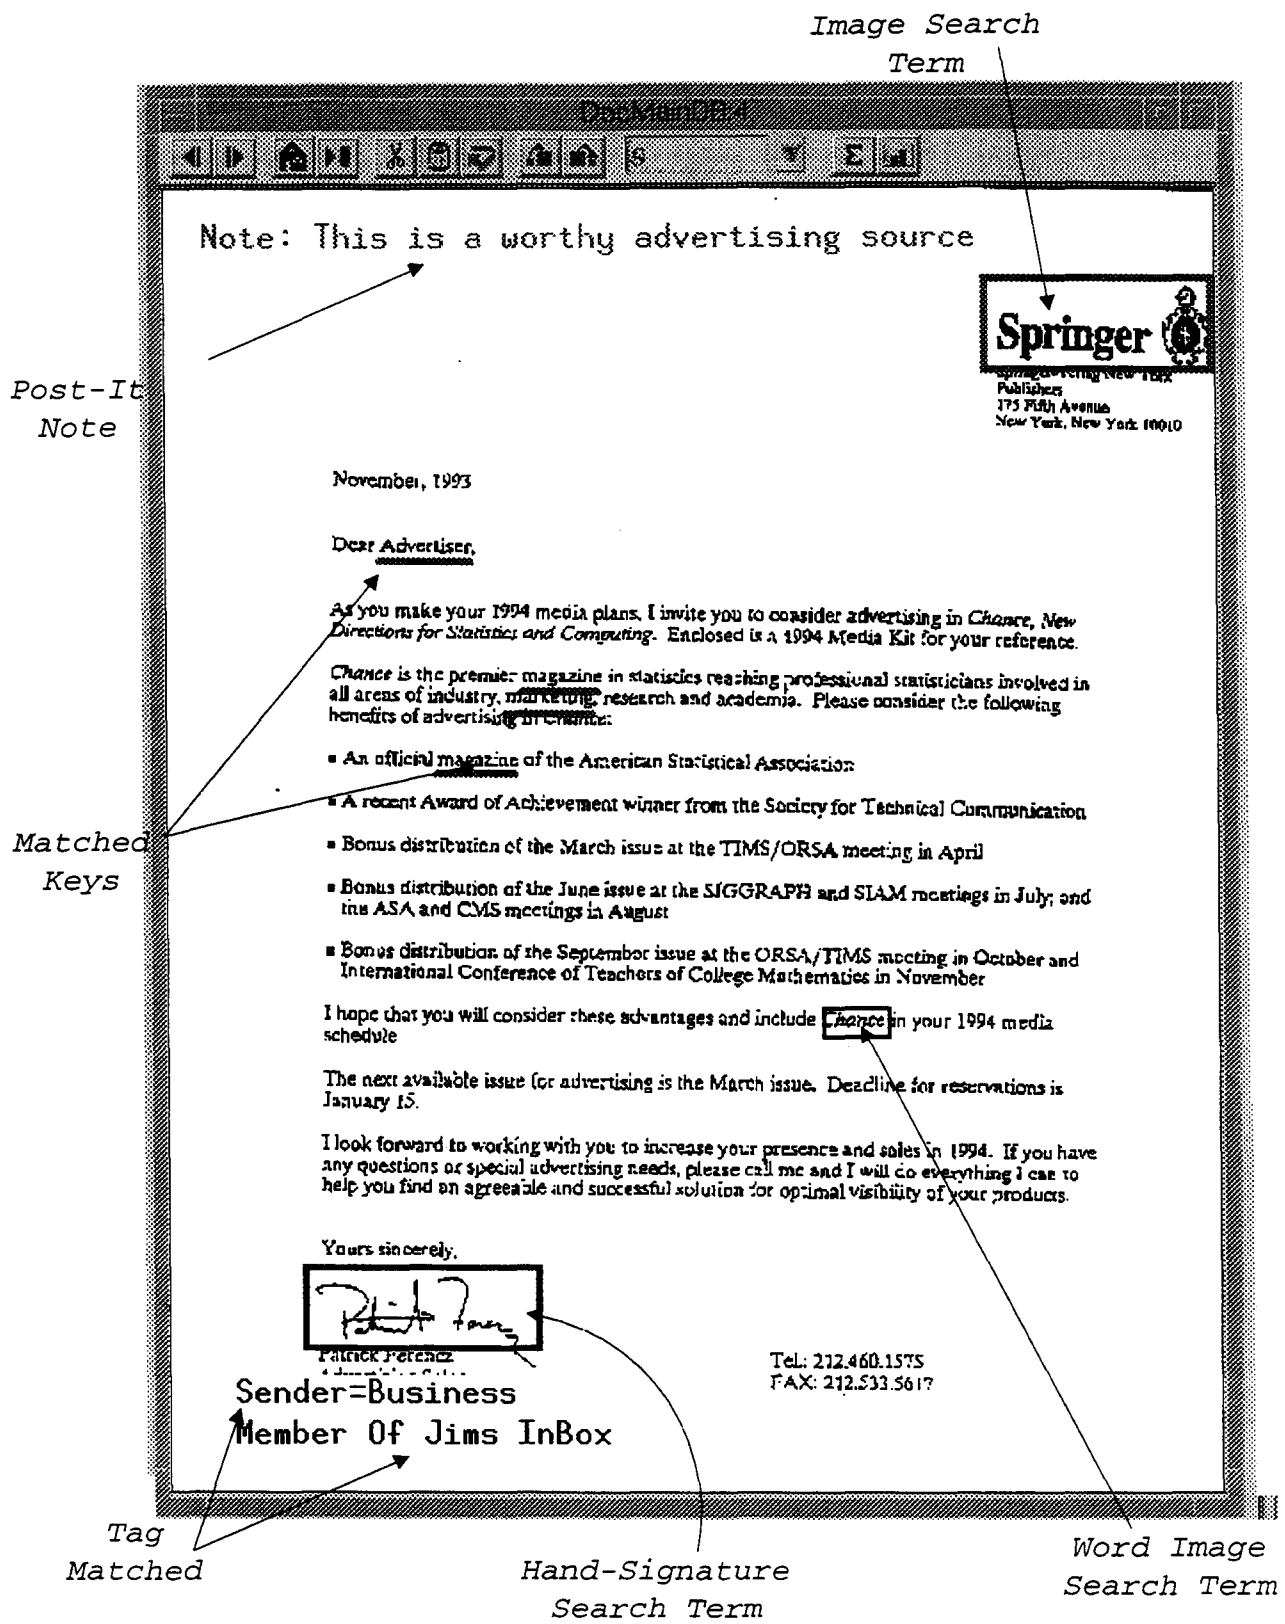 Image Search
Term
DocMainDB:4
S
Note: This is a worthy advertising source
Springer
Post-It
Note
Publishers
175 Fifth Avenue
New York, New York 10010
November, 1993
Dear Advertiser,
As you make your 1994 media plans, I invite you to consider advertising in Chance, New
Directions for Statistics and Computing. Enclosed is a 1994 Media Kit for your reference.
Chance is the premier magazine in statistics reaching professional statisticians involved in
all areas of industry, marketing, research and academia. Please consider the following
benefits of advertising in Chance:
▪ An official magazine of the American Statistical Association
▪ A recent Award of Achievement winner from the Society for Technical Communication
Matched
Keys
▪ Bonus distribution of the March issue at the TIMS/ORSA meeting in April
▪ Bonus distribution of the June issue at the SIGGRAPH and SIAM meetings in July; and
the ASA and CMS meetings in August
▪ Bonus distribution of the September issue at the ORSA/TIMS meeting in October and
International Conference of Teachers of College Mathematics in November
I hope that you will consider these advantages and include Chance in your 1994 media
schedule
The next available issue for advertising is the March issue. Deadline for reservations is
January 15.
I look forward to working with you to increase your presence and sales in 1994. If you have
any questions or special advertising needs, please call me and I will do everything I can to
help you find an agreeable and successful solution for optimal visibility of your products.
Yours sincerely,
Patrick Ferencz
Tel.: 212.460.1575
FAX: 212.533.5617
Sender=Business
Member Of Jims InBox
Tag
Matched
Hand-Signature
Search Term
Word Image
Search Term